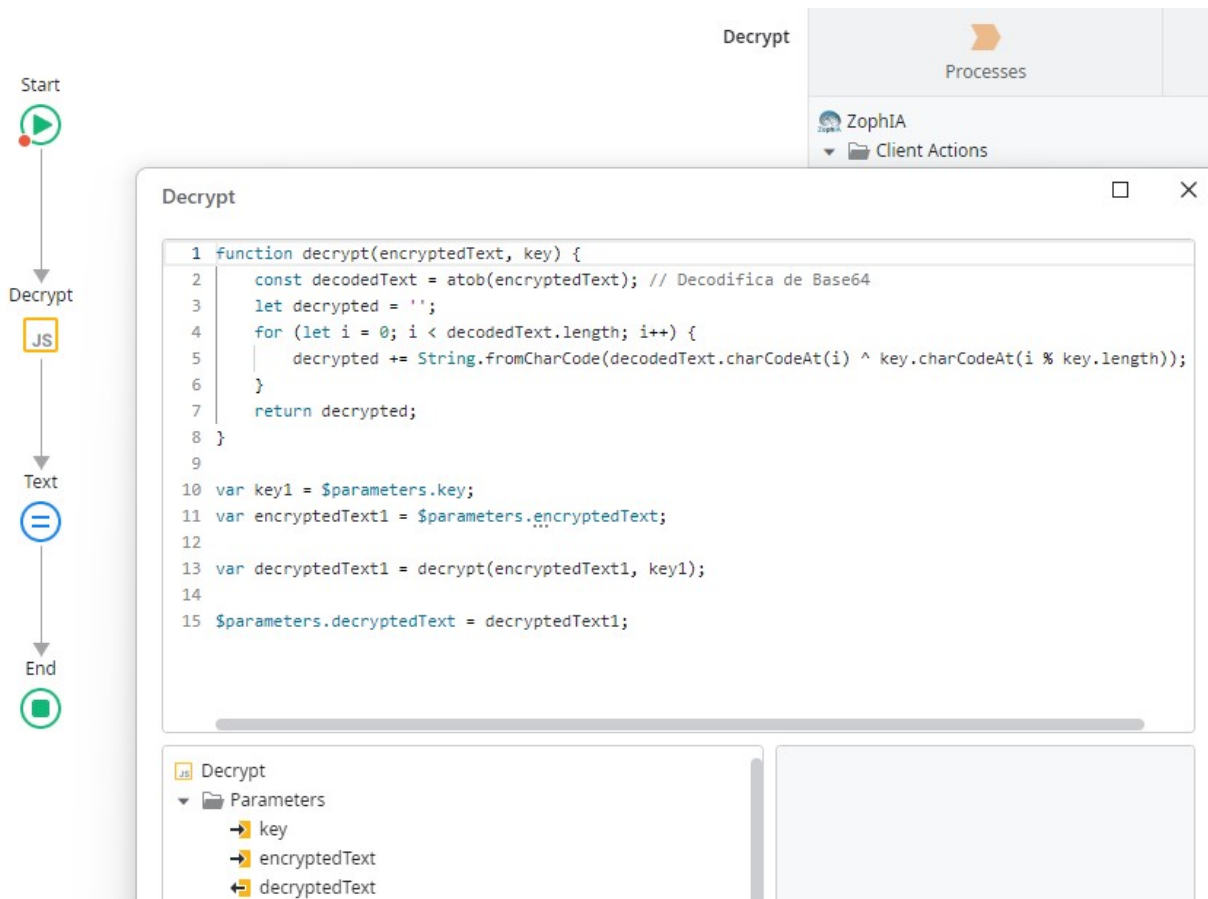 Decrypt
Processes
Start
ZophIA
ZophIA
Client Actions
Decrypt
1 function decrypt(encryptedText, key) {
2     const decodedText = atob(encryptedText); // Decodifica de Base64
3     let decrypted = '';
4     for (let i = 0; i < decodedText.length; i++) {
5         decrypted += String.fromCharCode(decodedText.charCodeAt(i) ^ key.charCodeAt(i % key.length));
6     }
7     return decrypted;
8 }
9
10 var key1 = $parameters.key;
11 var encryptedText1 = $parameters.encryptedText;
12
13 var decryptedText1 = decrypt(encryptedText1, key1);
14
15 $parameters.decryptedText = decryptedText1;
Decrypt
JS
Text
End
JS Decrypt
Parameters
key
encryptedText
decryptedText